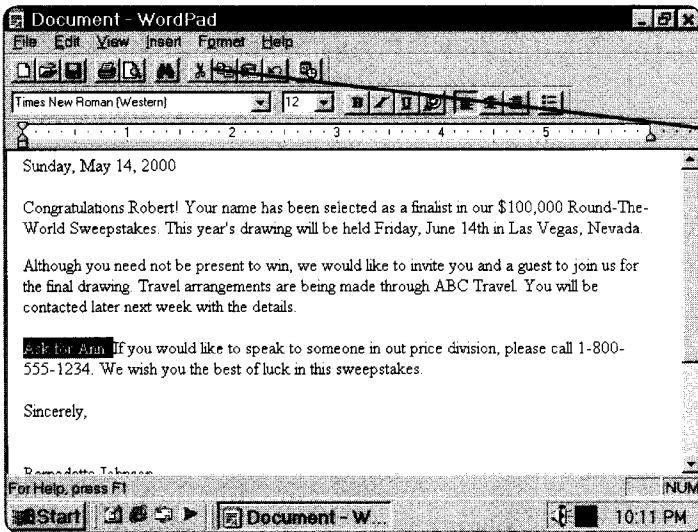 Document - WordPad
File Edit View Insert Format Help
Times New Roman (Western) 12 B I U
1 2 3 4 5
Sunday, May 14, 2000
Congratulations Robert! Your name has been selected as a finalist in our $100,000 Round-The-
World Sweepstakes. This year's drawing will be held Friday, June 14th in Las Vegas, Nevada.
Although you need not be present to win, we would like to invite you and a guest to join us for
the final drawing. Travel arrangements are being made through ABC Travel. You will be
contacted later next week with the details.
Ask for Ann. If you would like to speak to someone in out price division, please call 1-800-
555-1234. We wish you the best of luck in this sweepstakes.
Sincerely,
Bernadette Johnson
For Help, press F1 NUM
Start Document - W... 10:11 PM